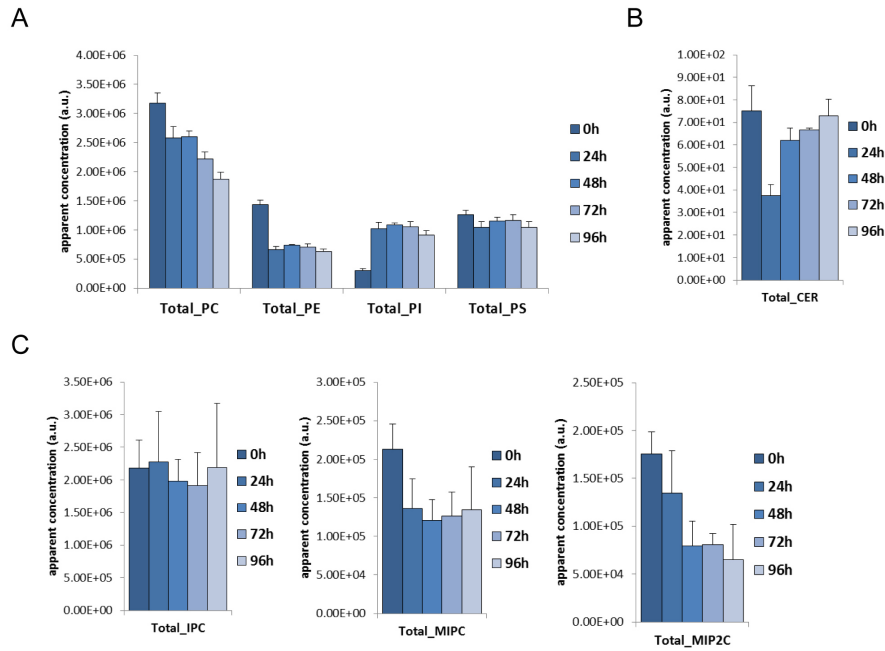 A
apparent concentration (a.u.)
4.00E+06
3.50E+06
3.00E+06
2.50E+06
2.00E+06
1.50E+06
1.00E+06
5.00E+05
0.00E+00
Total_PC
Total_PE
Total_PI
Total_PS
0h
24h
48h
72h
96h
B
apparent concentration (a.u.)
1.00E+02
9.00E+01
8.00E+01
7.00E+01
6.00E+01
5.00E+01
4.00E+01
3.00E+01
2.00E+01
1.00E+01
0.00E+00
Total_CER
0h
24h
48h
72h
96h
C
apparent concentration (a.u.)
3.50E+06
3.00E+06
2.50E+06
2.00E+06
1.50E+06
1.00E+06
5.00E+05
0.00E+00
Total_IPC
0h
24h
48h
72h
96h
apparent concentration (a.u.)
3.00E+05
2.50E+05
2.00E+05
1.50E+05
1.00E+05
5.00E+04
0.00E+00
Total_MIPC
0h
24h
48h
72h
96h
apparent concentration (a.u.)
2.50E+05
2.00E+05
1.50E+05
1.00E+05
5.00E+04
0.00E+00
Total_MIP2C
0h
24h
48h
72h
96h